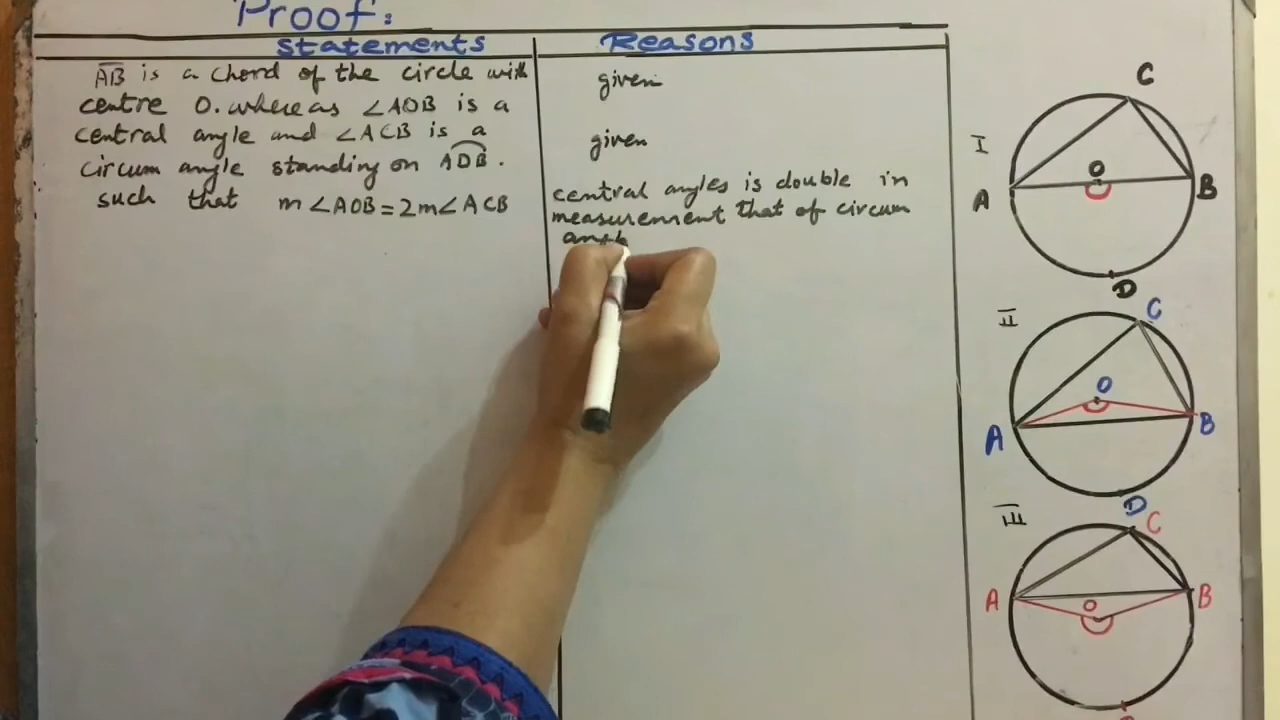 Proof:
statements
Reasons
AB is a chord of the circle with
centre O. whereas ∠AOB is a
central angle and ∠ACB is a
circum angle standing on ADB.
such that m∠AOB = 2m∠ACB
given
given
central angles is double in
measurement that of circum
I
C
O
A
B
D
II
C
O
A
B
D
III
C
A
O
B